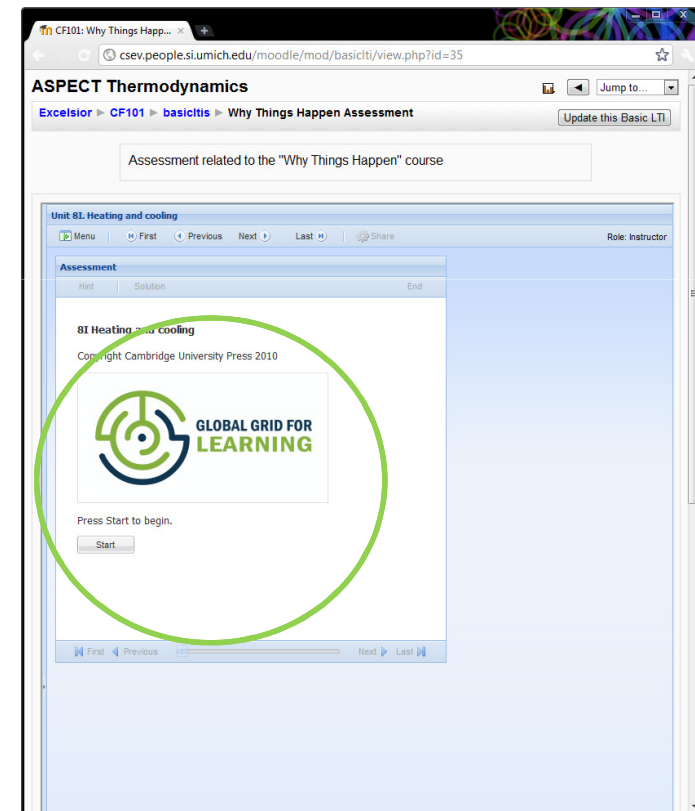 CF101: Why Things Happ...
csev.people.si.umich.edu/moodle/mod/basiclti/view.php?id=35
ASPECT Thermodynamics
Jump to...
Excelsior ► CF101 ► basicltis ► Why Things Happen Assessment
Update this Basic LTI
Assessment related to the "Why Things Happen" course
Unit 8I. Heating and cooling
Menu First Previous Next Last Share Role: Instructor
Assessment
Hint Solution End
8I Heating and cooling
Copyright Cambridge University Press 2010
GLOBAL GRID FOR
LEARNING
Press Start to begin.
Start
First Previous Next Last